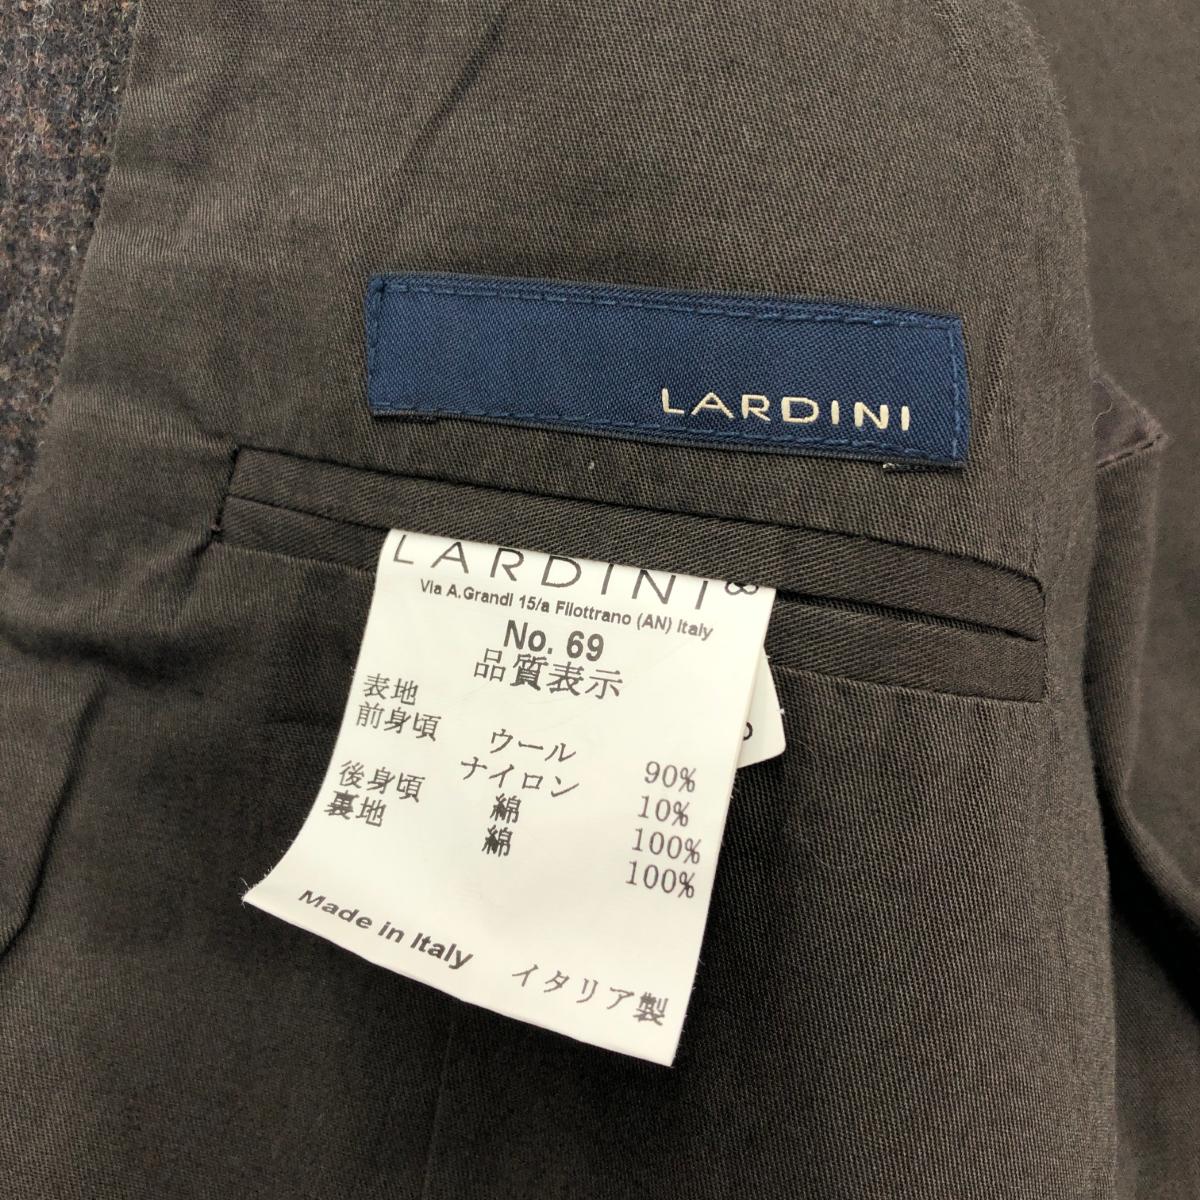 LARDINI
LARDINI
Via A.Grandi 15/a Filottrano (AN) Italy
No. 69
品質表示
表地
前身頃 ウール 90%
ナイロン 10%
後身頃 綿 100%
裏地 綿 100%
Made in Italy イタリア製